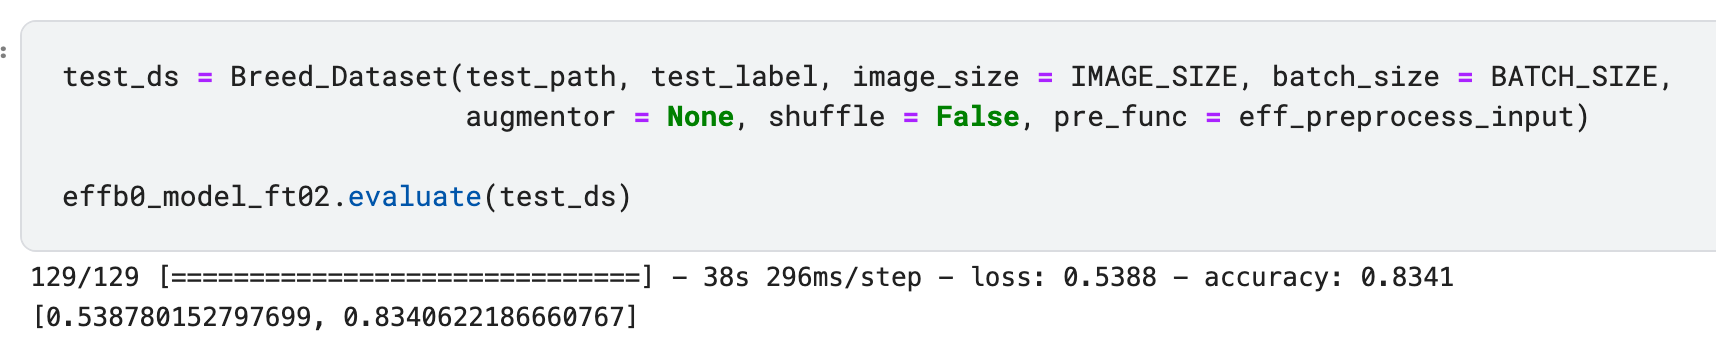 test_ds = Breed_Dataset(test_path, test_label, image_size = IMAGE_SIZE, batch_size = BATCH_SIZE,
augmentor = None, shuffle = False, pre_func = eff_preprocess_input)
effb0_model_ft02.evaluate(test_ds)
129/129 [==============================] - 38s 296ms/step - loss: 0.5388 - accuracy: 0.8341
[0.538780152797699, 0.8340622186660767]